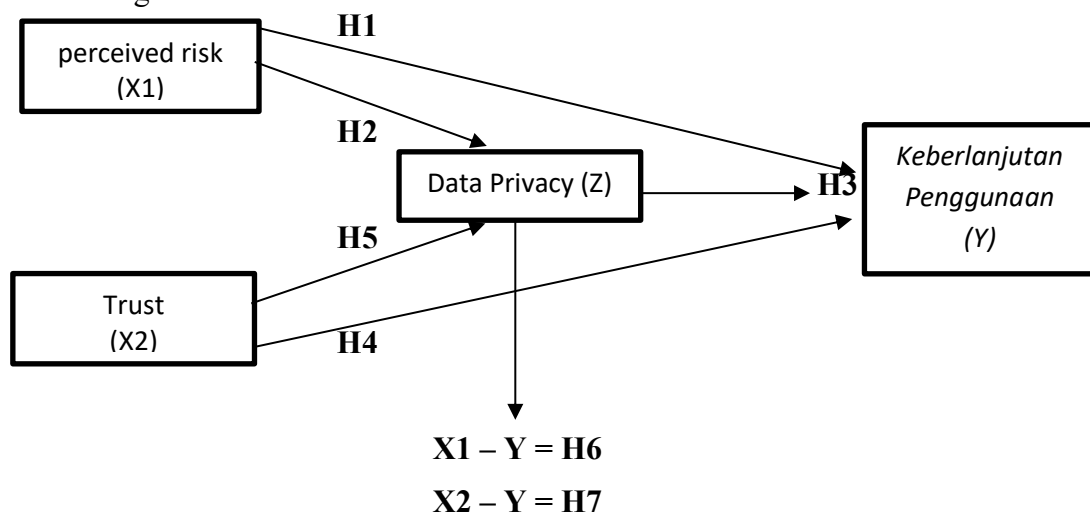 H1
perceived risk
(X1)
H2
Data Privacy (Z)
H3
Keberlanjutan
Penggunaan
(Y)
H5
Trust
(X2)
H4
X1 – Y = H6
X2 – Y = H7